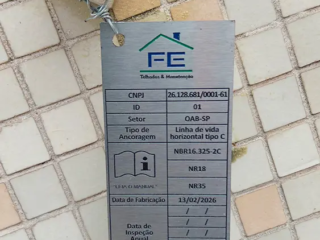 FE
Telhados & Manutenção
CNPJ 26.128.681/0001-61
ID 01
Setor OAB-SP
Tipo de Ancoragem Linha de vida horizontal tipo C
NBR16.325-2C
NR18
NR35
Data de Fabricação 13/02/2026
Data de Inspeção Anual / /
/ /
/ /